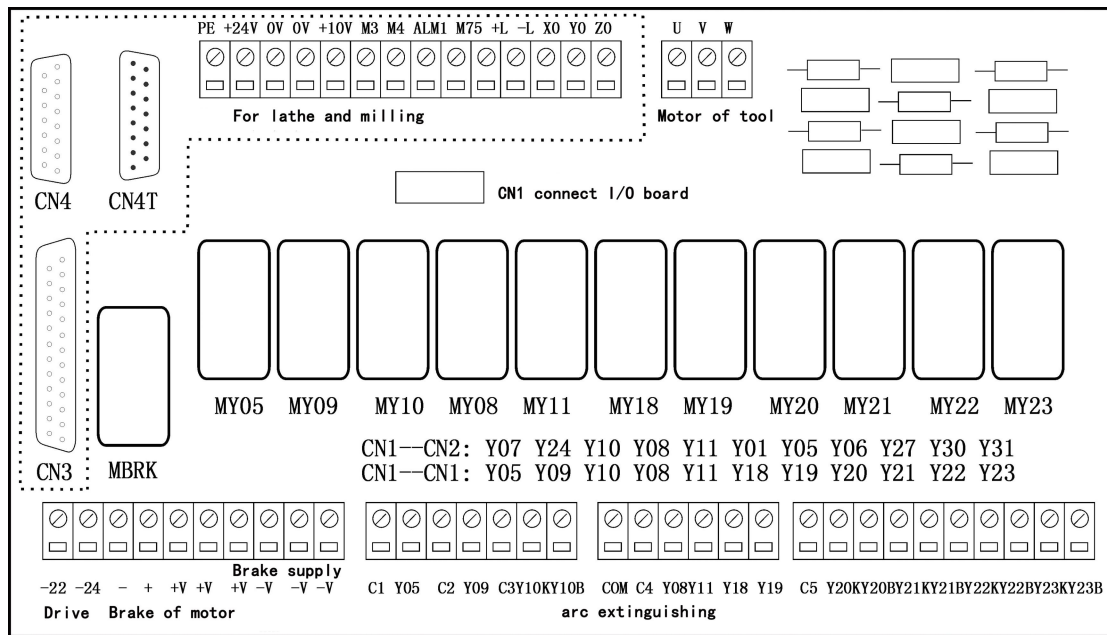 PE +24V 0V 0V +10V M3 M4 ALM1 M75 +L -L X0 Y0 Z0
U V W
For lathe and milling
Motor of tool
CN4 CN4T
CN1 connect I/O board
MY05 MY09 MY10 MY08 MY11 MY18 MY19 MY20 MY21 MY22 MY23
CN1--CN2: Y07 Y24 Y10 Y08 Y11 Y01 Y05 Y06 Y27 Y30 Y31
CN3 MBRK
CN1--CN1: Y05 Y09 Y10 Y08 Y11 Y18 Y19 Y20 Y21 Y22 Y23
Brake supply
-22 -24 - + +V +V +V -V -V -V
C1 Y05 C2 Y09 C3Y10KY10B
COM C4 Y08Y11 Y18 Y19
C5 Y20KY20BY21KY21BY22KY22BY23KY23B
Drive Brake of motor
arc extinguishing